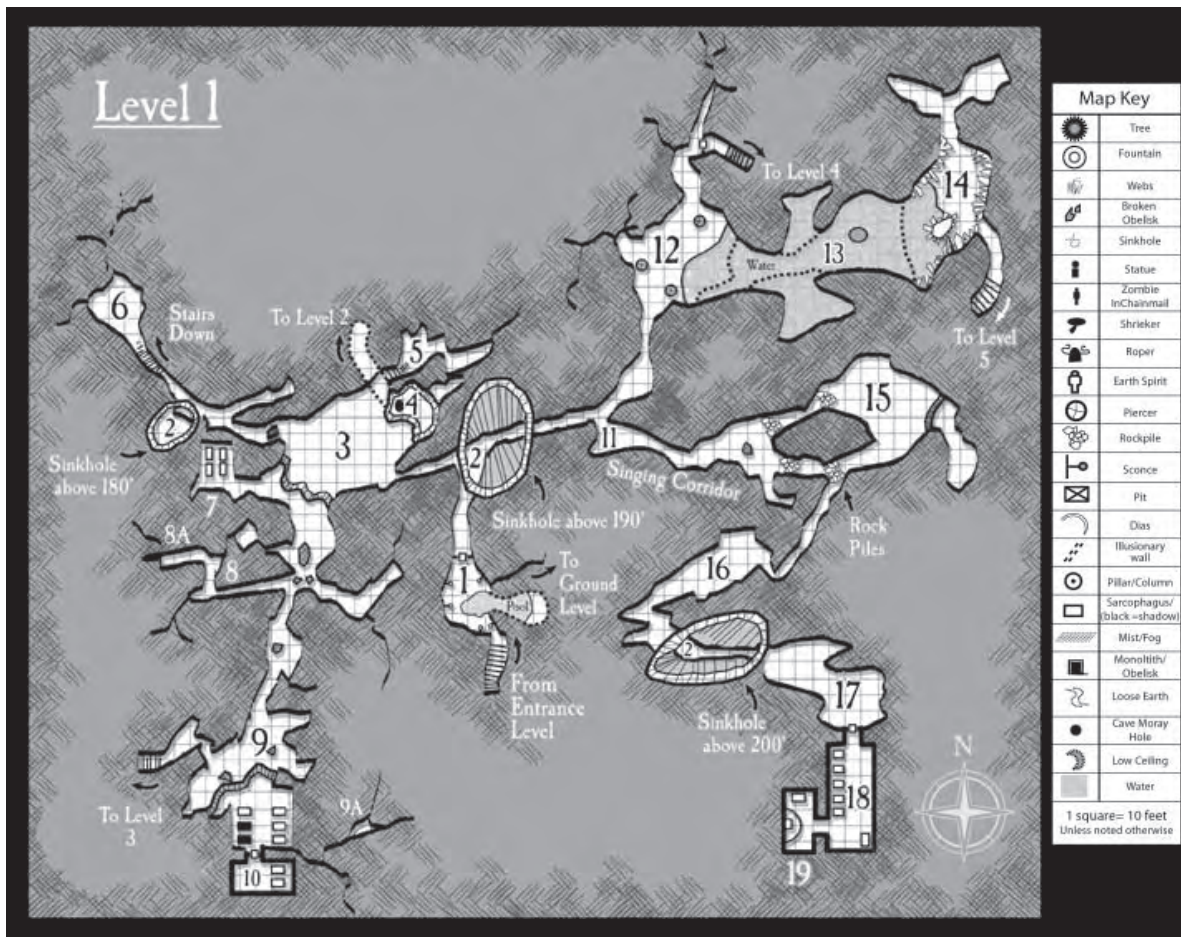 Level 1
To Level 4
14
12
Water
13
To Level
5
6
Stairs
Down
To Level 2
5
4
2
3
2
11
15
Singing Corridor
Sinkhole
above 180'
7
Sinkhole above 190'
Rock
Piles
8A
8
1
Pool
To
Ground
Level
16
From
Entrance
Level
2
17
Sinkhole
above 200'
9
To Level
3
9A
10
18
19
N
Map Key
Tree
Fountain
Webs
Broken
Obelisk
Sinkhole
Statue
Zombie
InChainmail
Shrieker
Roper
Earth Spirit
Piercer
Rockpile
Sconce
Pit
Dias
Illusionary
wall
Pillar/Column
Sarcophagus/
(black =shadow)
Mist/Fog
Monoltith/
Obelisk
Loose Earth
Cave Moray
Hole
Low Ceiling
Water
1 square= 10 feet
Unless noted otherwise